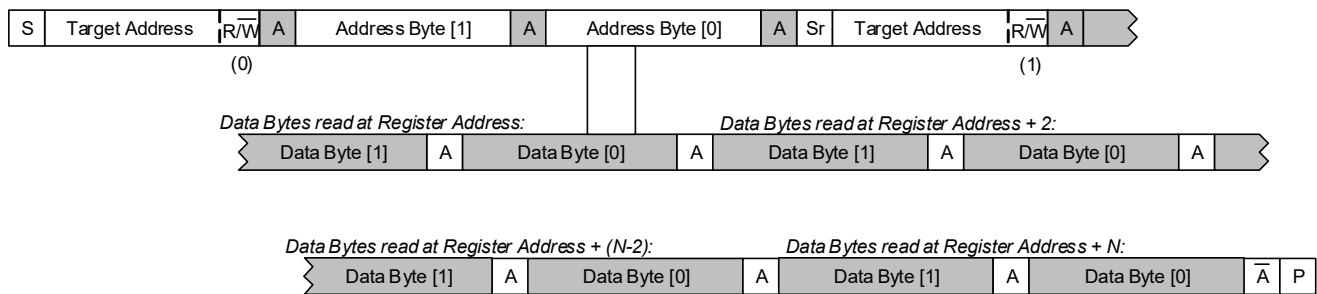 S Target Address R/W̅ A Address Byte [1] A Address Byte [0] A Sr Target Address R/W̅ A
(0) (1)
Data Bytes read at Register Address: Data Bytes read at Register Address + 2:
Data Byte [1] A Data Byte [0] A Data Byte [1] A Data Byte [0] A
Data Bytes read at Register Address + (N-2): Data Bytes read at Register Address + N:
Data Byte [1] A Data Byte [0] A Data Byte [1] A Data Byte [0] A̅ P